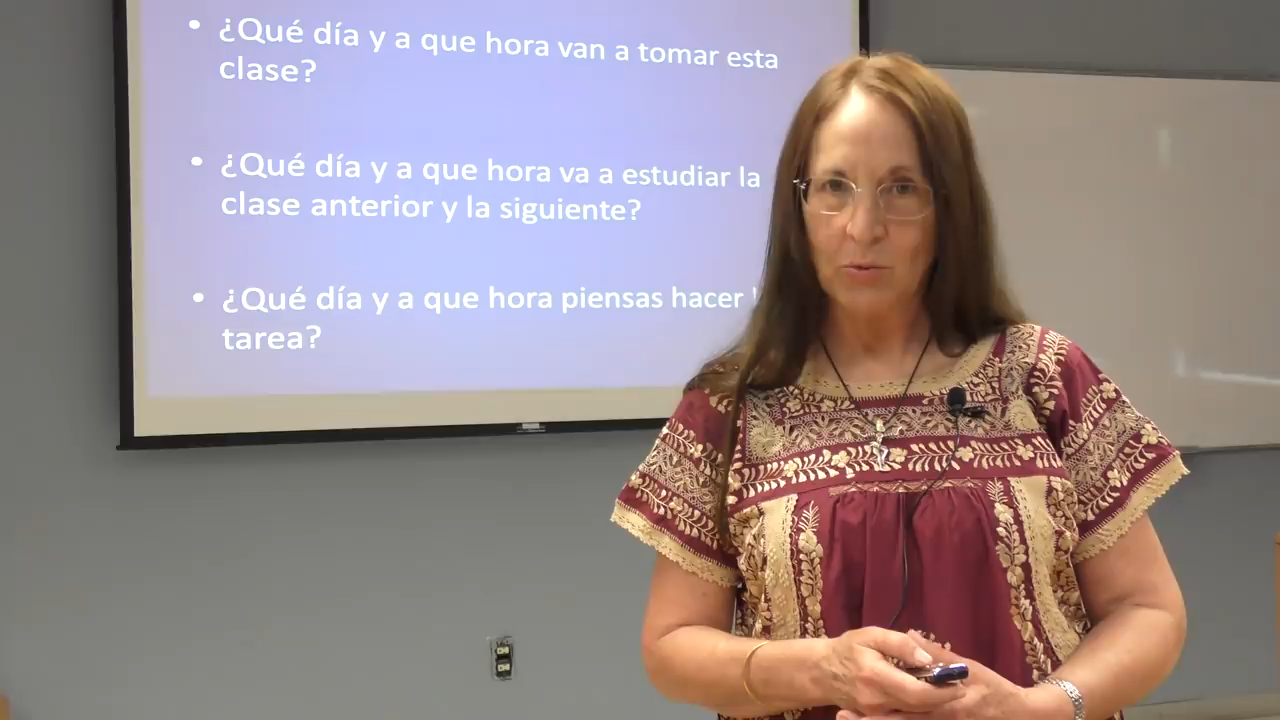 • ¿Qué día y a que hora van a tomar esta
clase?
• ¿Qué día y a que hora va a estudiar la
clase anterior y la siguiente?
• ¿Qué día y a que hora piensas hacer
tarea?